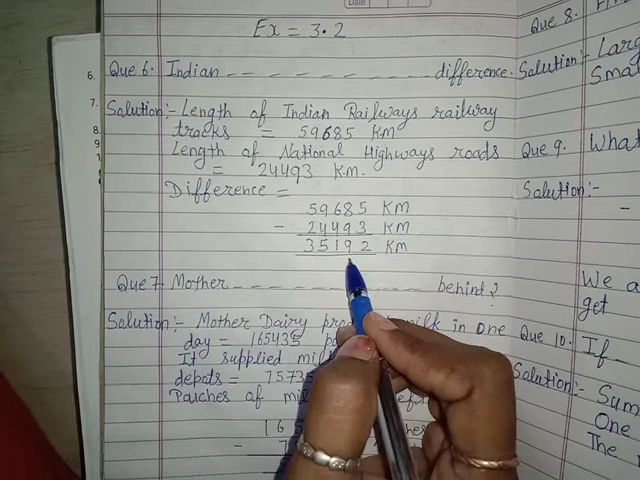 Date
Ex = 3.2
Que 6. Indian _ _ _ _ _ _ _ _ _ difference.
Solution:- Length of Indian Railways railway
tracks = 59685 KM
Length of National Highways roads
= 24493 KM.
Difference =
59685 KM
- 24493 KM
35192 KM
Que 7 Mother _ _ _ _ _ _ _ _ _ behind?
Solution:- Mother Dairy milk in one
day = 165435
It supplied
depots =
of
6.
7.
8.
9
1
Que 8.
Solution:- Larg
Smal
Que 9. What
Solution:-
-
We a
get
Que 10. If
Solution:- Sum
One
The